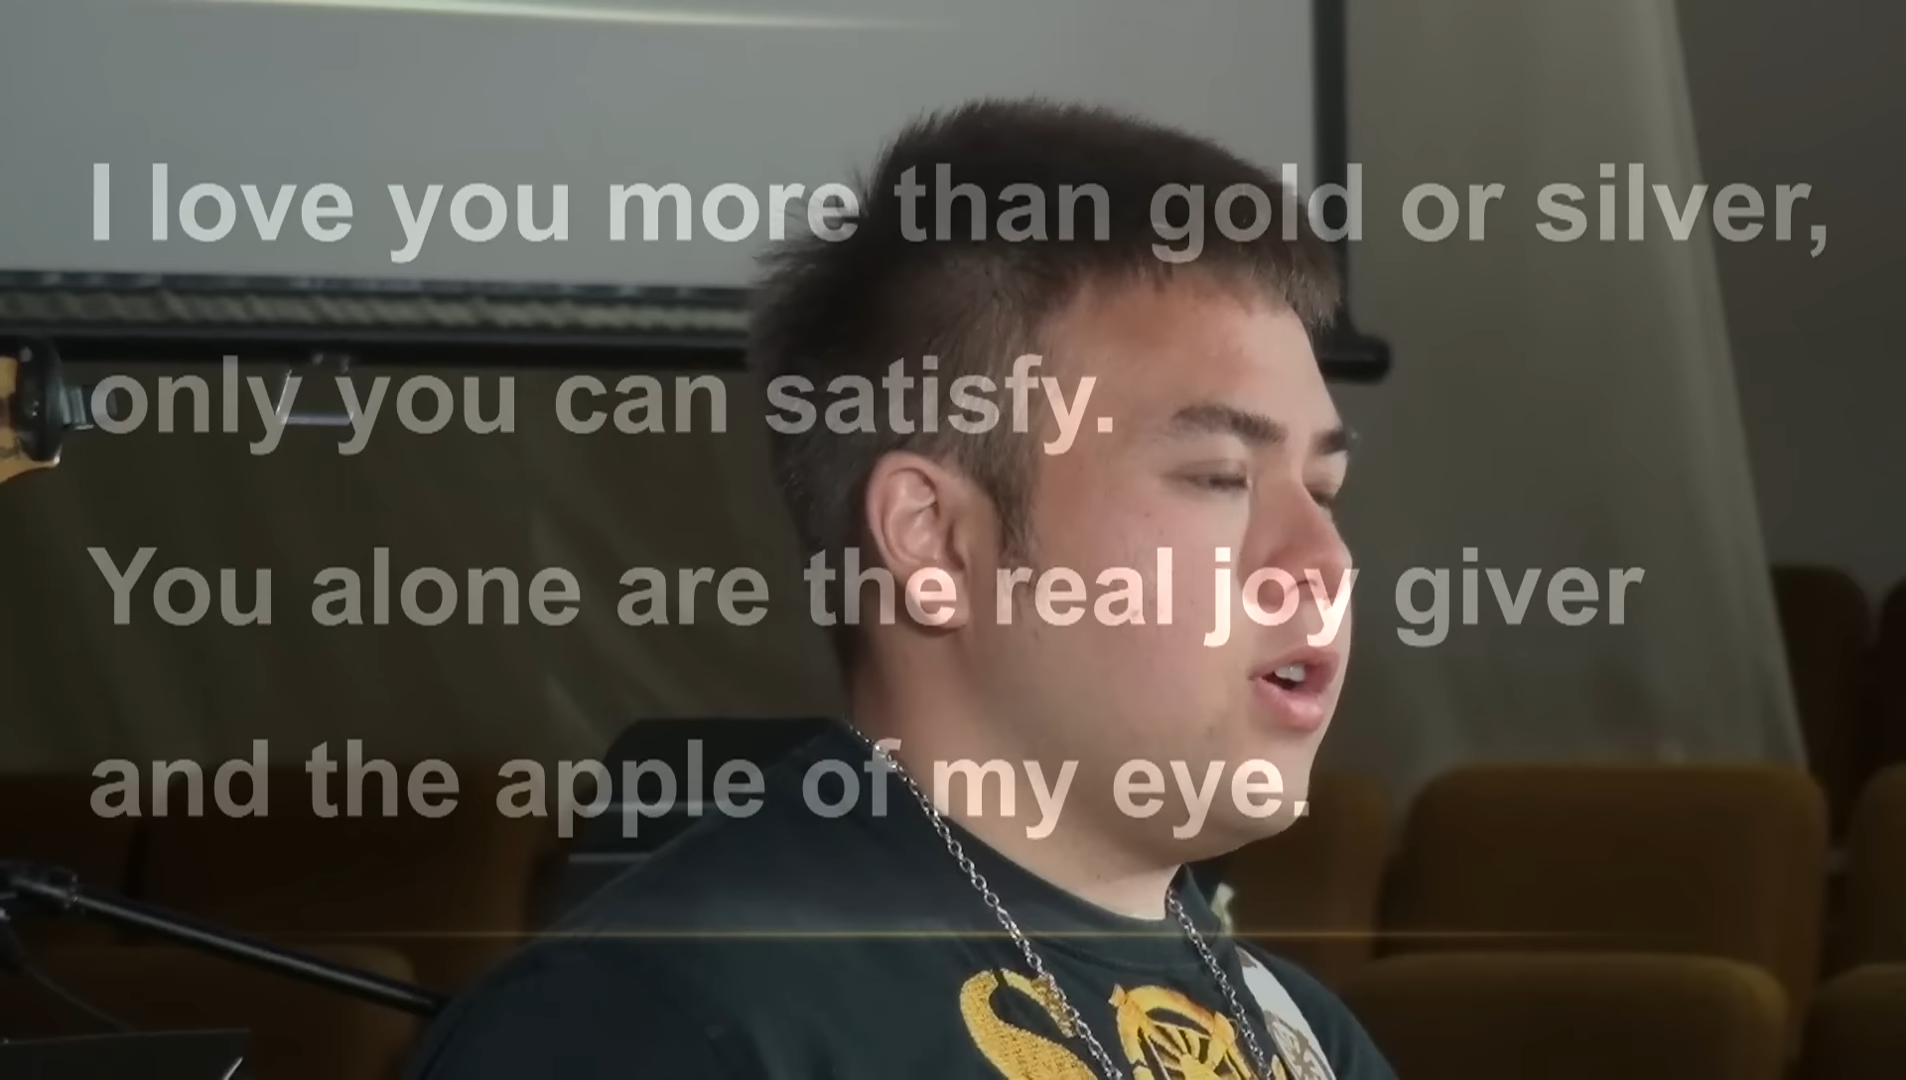 I love you more than gold or silver,
only you can satisfy.
You alone are the real joy giver
and the apple of my eye.